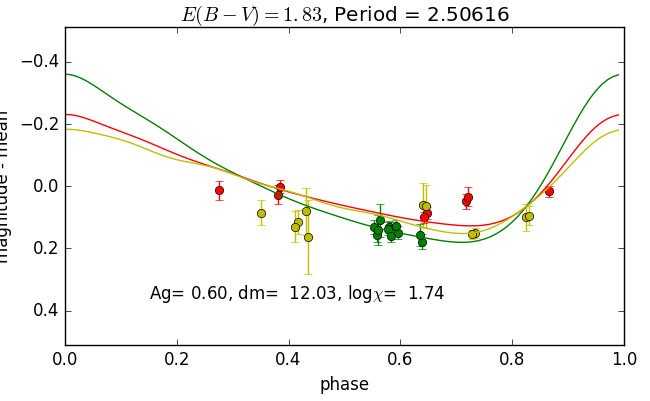 E(B − V) = 1.83, Period = 2.50616
magnitude - mean
−0.4
−0.2
0.0
0.2
0.4
Ag= 0.60, dm=  12.03, logχ=  1.74
0.0 0.2 0.4 0.6 0.8 1.0
phase